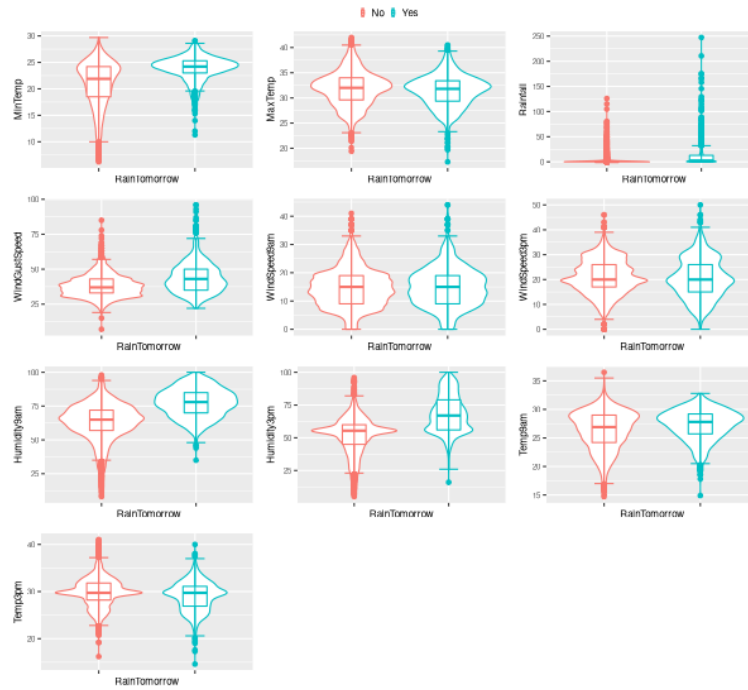 No Yes
MinTemp
30
25
20
10
RainTomorrow
MaxTemp
40
35
30
20
RainTomorrow
Rainfall
250
200
150
100
50
0
RainTomorrow
WindGustSpeed
100
75
50
25
RainTomorrow
WindSpeed9am
40
30
20
10
0
RainTomorrow
WindSpeed3pm
50
40
30
20
10
0
RainTomorrow
Humidity9am
100
75
50
25
RainTomorrow
Humidity3pm
100
75
50
25
RainTomorrow
Temp9am
35
30
25
20
15
RainTomorrow
Temp3pm
40
30
20
RainTomorrow